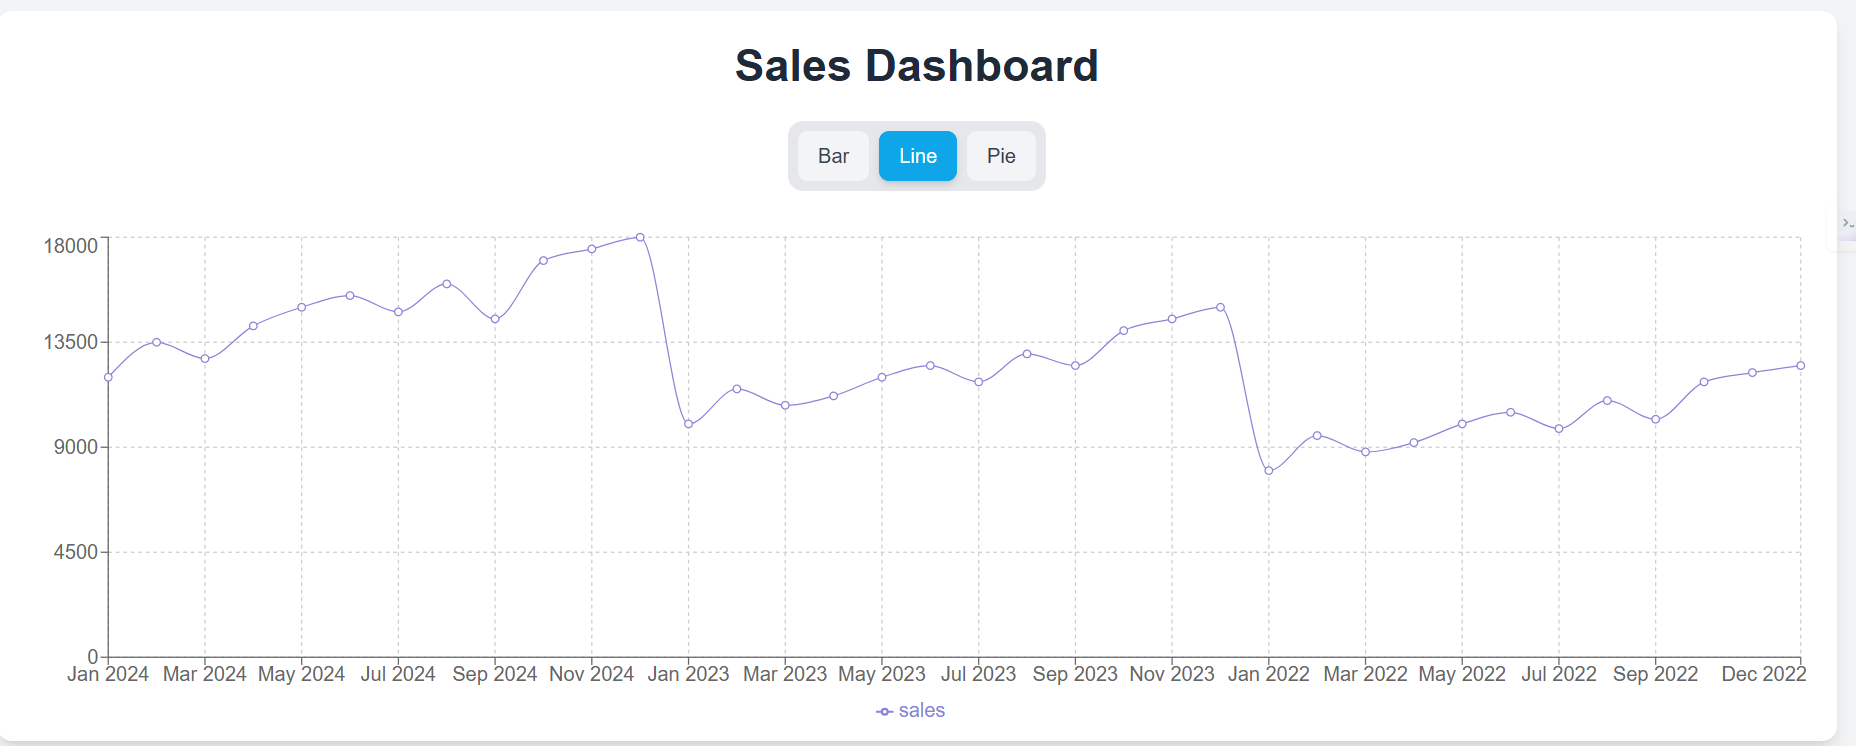 Sales Dashboard
Bar Line Pie
18000
13500
9000
4500
0
Jan 2024 Mar 2024 May 2024 Jul 2024 Sep 2024 Nov 2024 Jan 2023 Mar 2023 May 2023 Jul 2023 Sep 2023 Nov 2023 Jan 2022 Mar 2022 May 2022 Jul 2022 Sep 2022 Dec 2022
sales